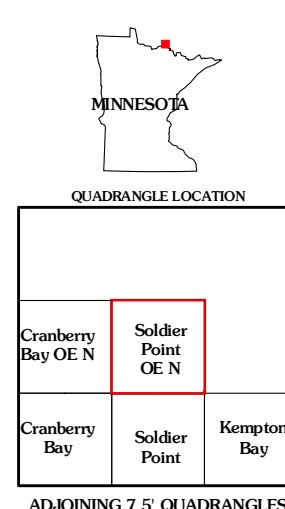 MINNESOTA
QUADRANGLE LOCATION
Cranberry
Bay OE N
Soldier
Point
OE N
Cranberry
Bay
Soldier
Point
Kempton
Bay
ADJOINING 7.5' QUADRANGLES